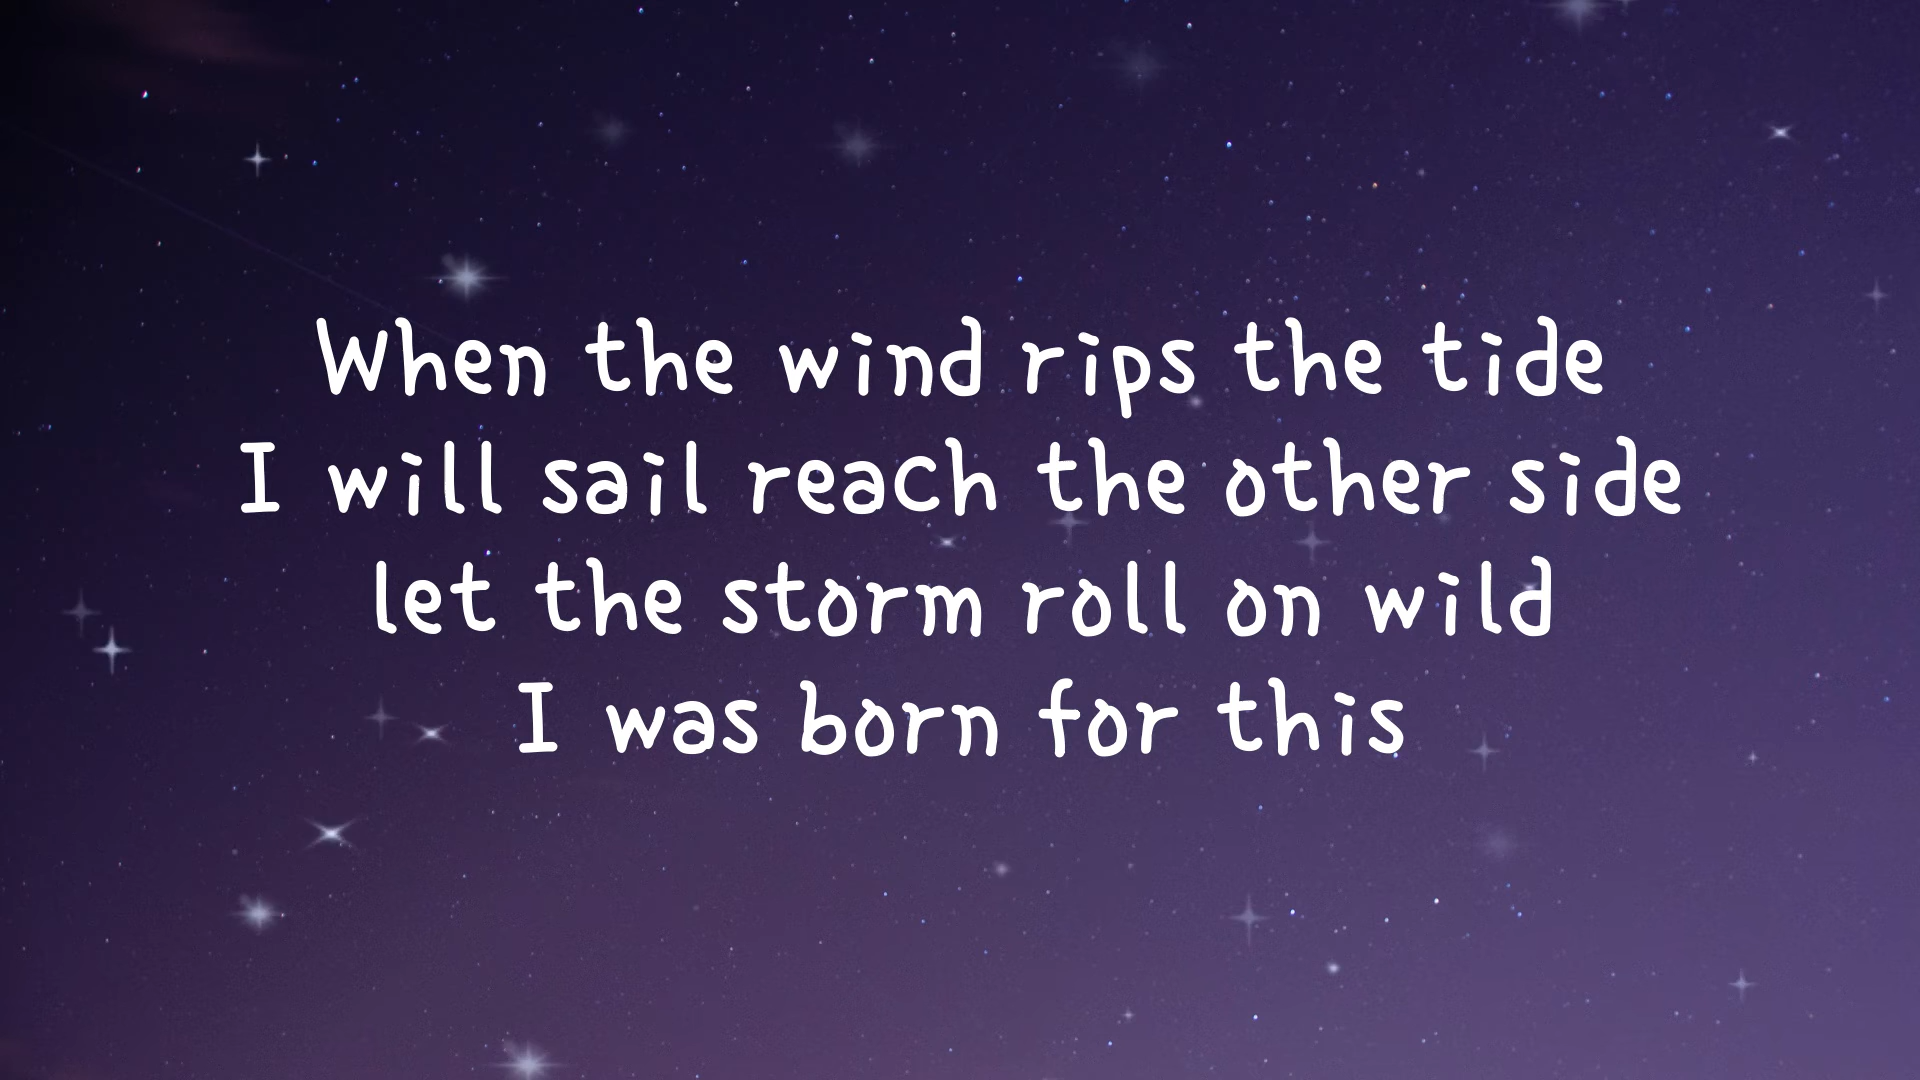 When the wind rips the tide
I will sail reach the other side
let the storm roll on wild
I was born for this